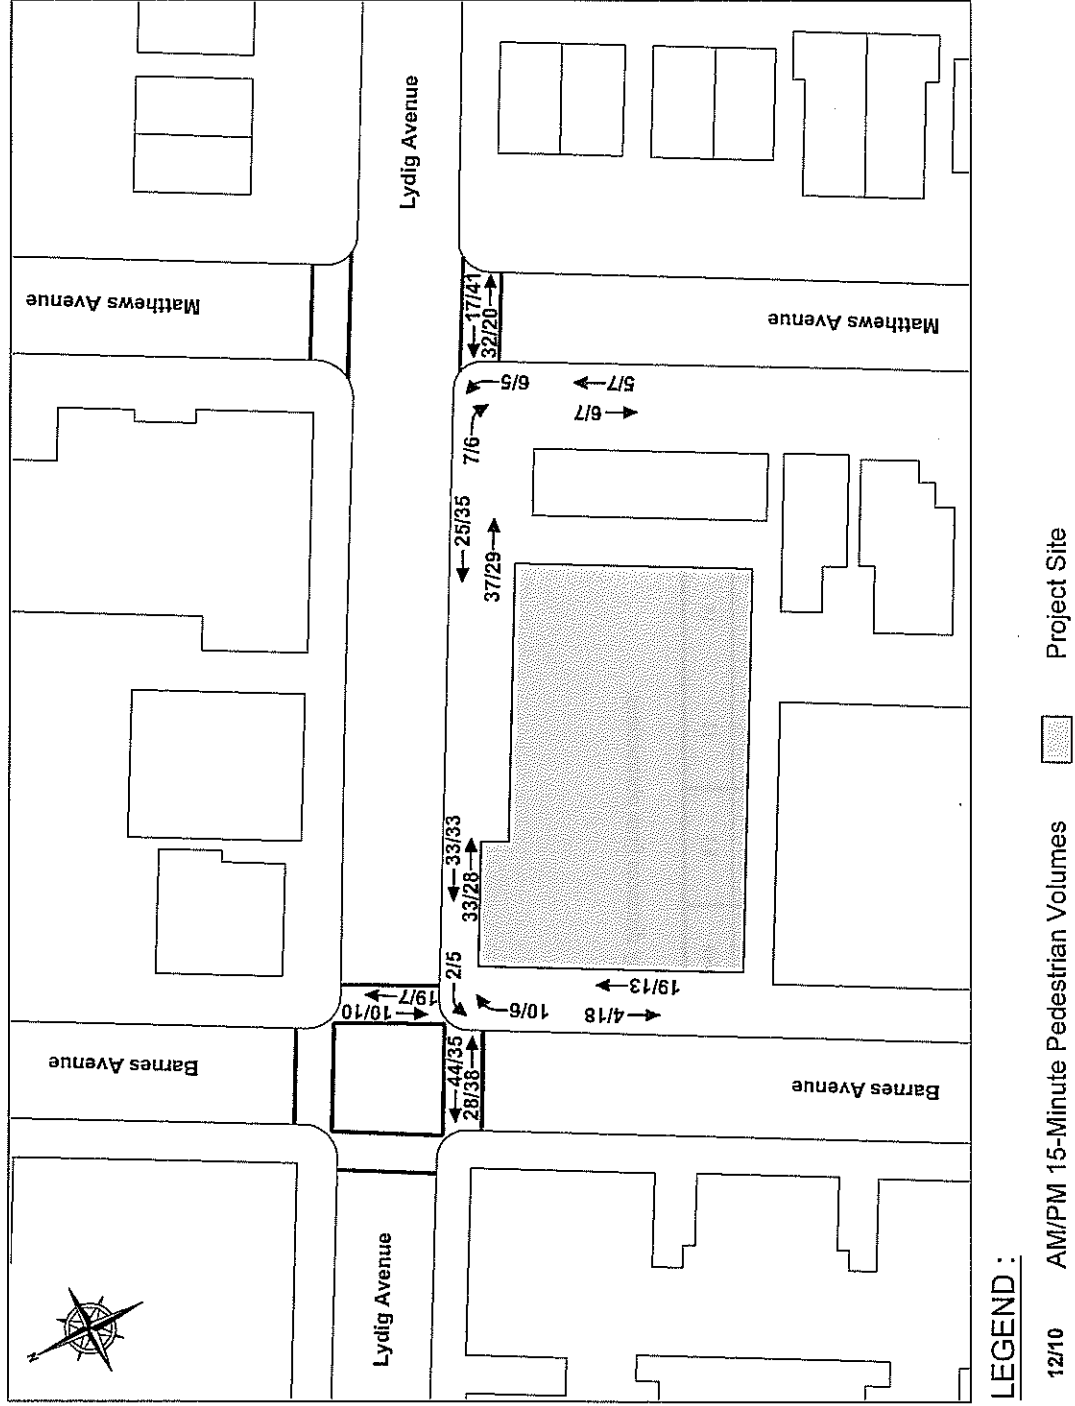 N
Barnes Avenue
Matthews Avenue
Lydig Avenue
Lydig Avenue
10/10
19/7
44/35
28/38
2/5
33/33
33/28
25/35
37/29
7/6
17/41
32/20
10/6
6/5
4/18
19/13
6/7
5/7
Barnes Avenue
Matthews Avenue
LEGEND :
12/10 AM/PM 15-Minute Pedestrian Volumes Project Site